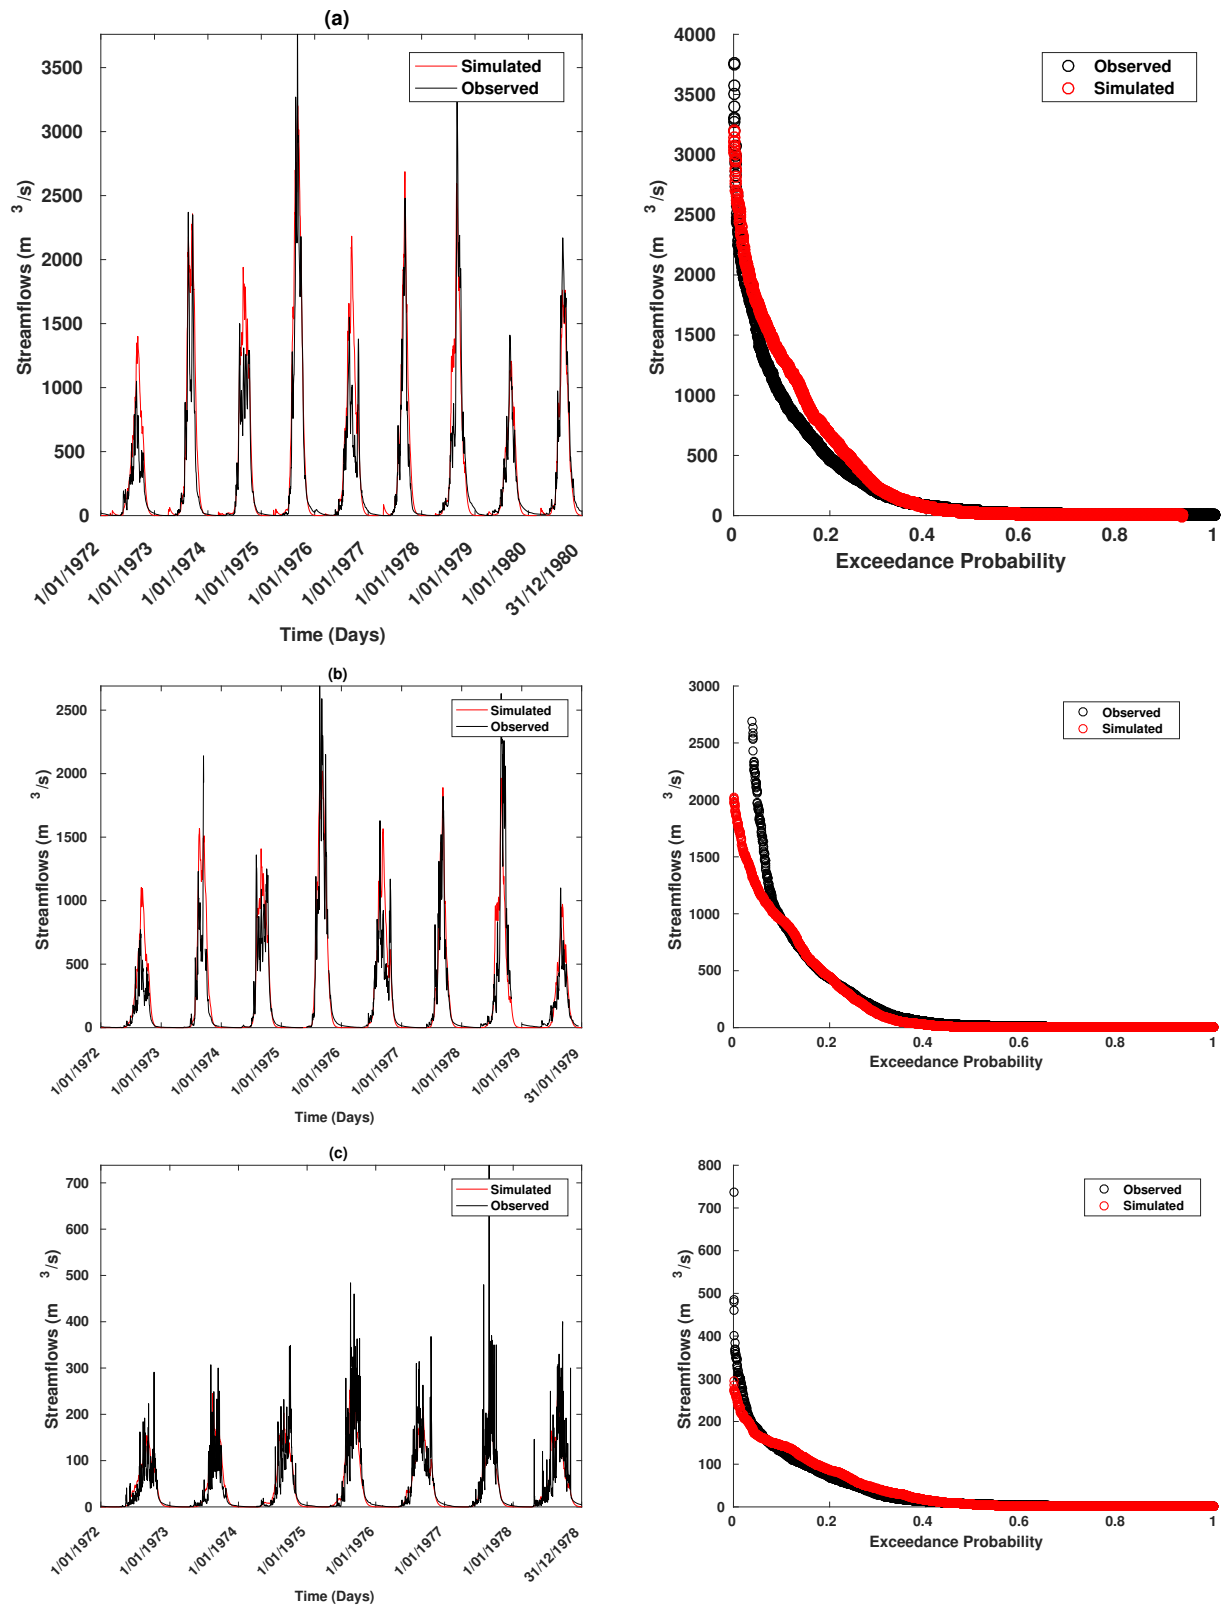 (a)
Simulated
Observed
3500
3000
2500
2000
1500
1000
500
0
Streamflows (m 3/s)
1/01/1972
1/01/1973
1/01/1974
1/01/1975
1/01/1976
1/01/1977
1/01/1978
1/01/1979
1/01/1980
31/12/1980
Time (Days)
Observed
Simulated
4000
3500
3000
2500
2000
1500
1000
500
0
Streamflows (m 3/s)
0 0.2 0.4 0.6 0.8 1
Exceedance Probability
(b)
Simulated
Observed
2500
2000
1500
1000
500
0
Streamflows (m 3/s)
1/01/1972
1/01/1973
1/01/1974
1/01/1975
1/01/1976
1/01/1977
1/01/1978
1/01/1979
31/01/1979
Time (Days)
Observed
Simulated
3000
2500
2000
1500
1000
500
0
Streamflows (m 3/s)
0 0.2 0.4 0.6 0.8 1
Exceedance Probability
(c)
Simulated
Observed
700
600
500
400
300
200
100
0
Streamflows (m 3/s)
1/01/1972
1/01/1973
1/01/1974
1/01/1975
1/01/1976
1/01/1977
1/01/1978
31/12/1978
Time (Days)
Observed
Simulated
800
700
600
500
400
300
200
100
0
Streamflows (m 3/s)
0 0.2 0.4 0.6 0.8 1
Exceedance Probability